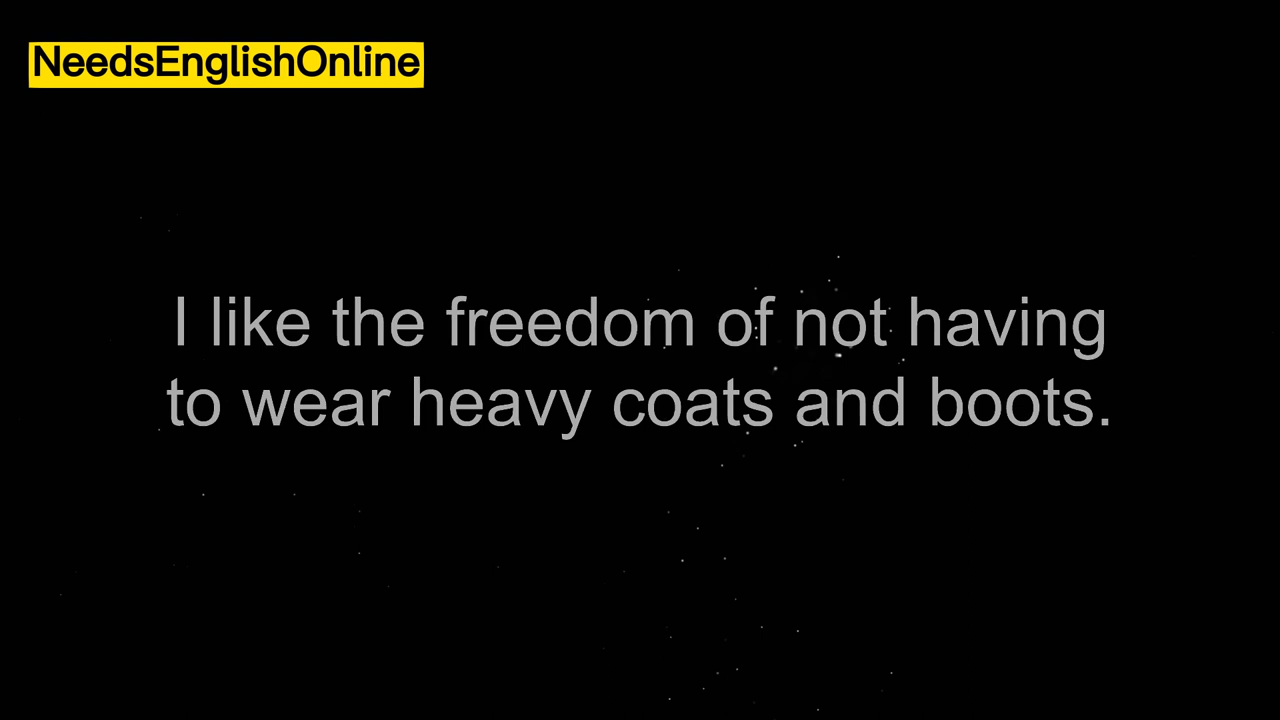 NeedsEnglishOnline
I like the freedom of not having
to wear heavy coats and boots.